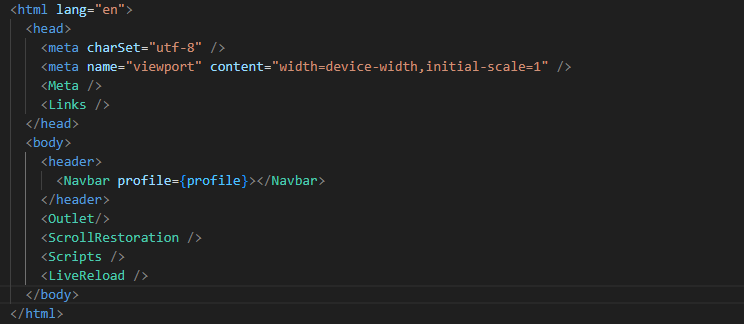 <html lang="en">
<head>
<meta charSet="utf-8" />
<meta name="viewport" content="width=device-width,initial-scale=1" />
<Meta />
<Links />
</head>
<body>
<header>
<Navbar profile={profile}></Navbar>
</header>
<Outlet/>
<ScrollRestoration />
<Scripts />
<LiveReload />
</body>
</html>